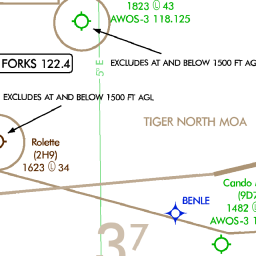 1823 Ⓛ 43
AWOS-3 118.125
5°E
FORKS 122.4
EXCLUDES AT AND BELOW 1500 FT AGL
EXCLUDES AT AND BELOW 1500 FT AGL
TIGER NORTH MOA
Rolette
(2H9)
1623 Ⓛ 34
Cando
(9D
1482 Ⓛ
AWOS-3 1
BENLE
37